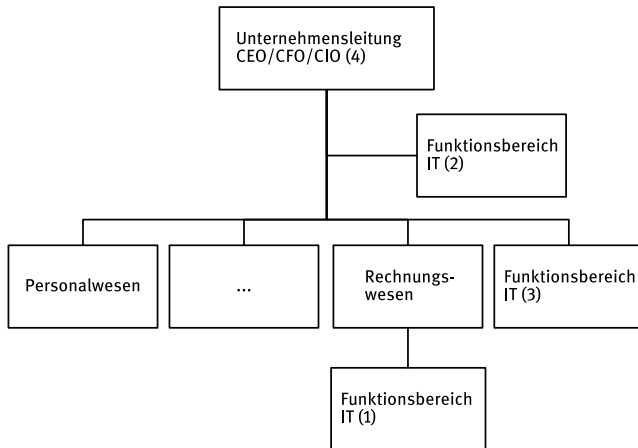 Unternehmensleitung
CEO/CFO/CIO (4)
Funktionsbereich
IT (2)
Personalwesen
...
Rechnungs-
wesen
Funktionsbereich
IT (3)
Funktionsbereich
IT (1)